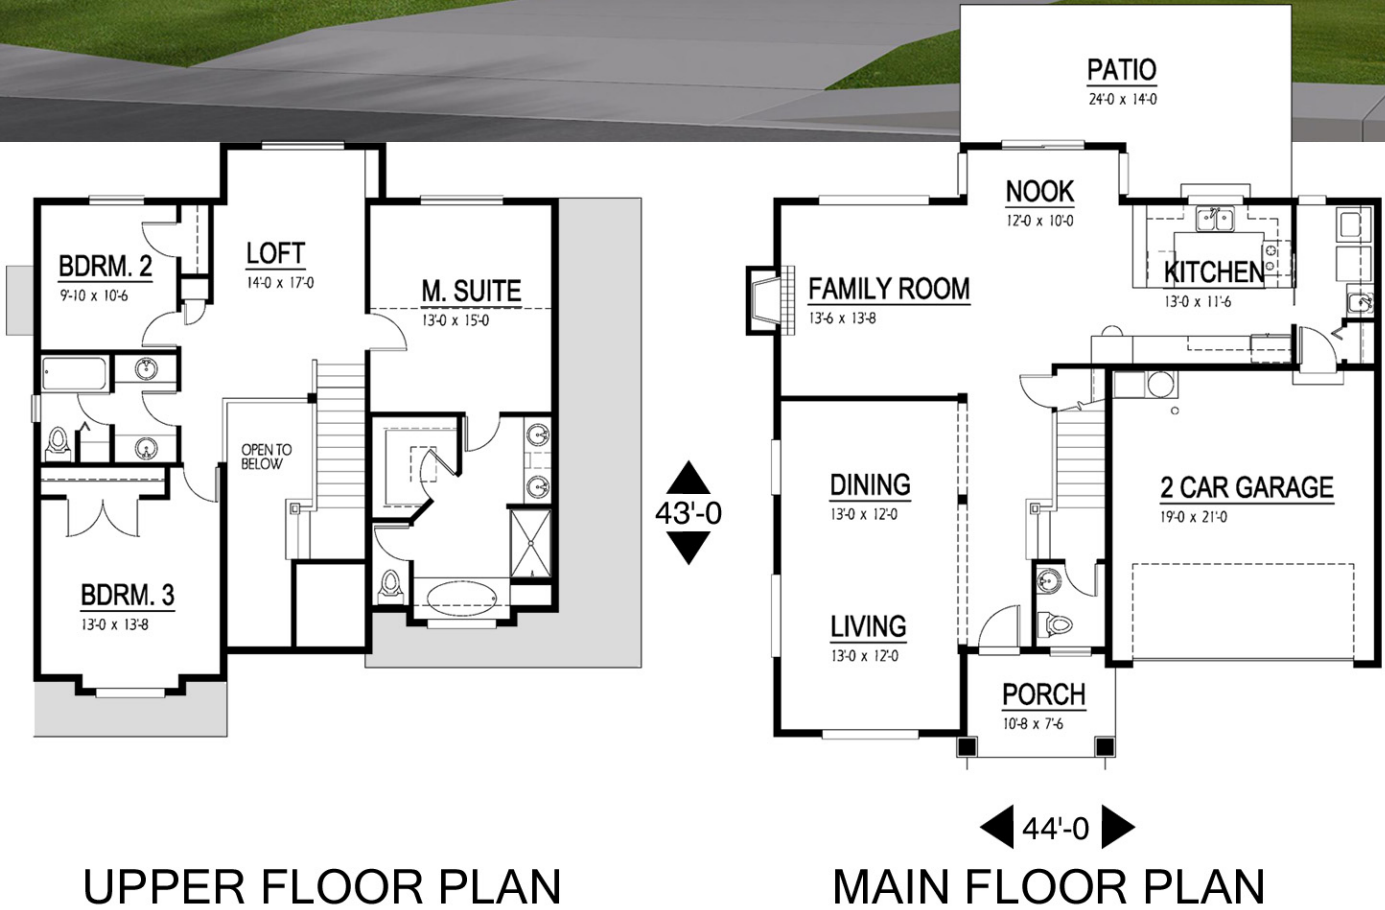 PATIO
24'-0 x 14'-0
NOOK
12'-0 x 10'-0
BDRM. 2
9'-10 x 10'-6
LOFT
14'-0 x 17'-0
M. SUITE
13'-0 x 15'-0
FAMILY ROOM
13'-6 x 13'-8
KITCHEN
13'-0 x 11'-6
OPEN TO
BELOW
DINING
13'-0 x 12'-0
2 CAR GARAGE
19'-0 x 21'-0
43'-0
BDRM. 3
13'-0 x 13'-8
LIVING
13'-0 x 12'-0
PORCH
10'-8 x 7'-6
44'-0
UPPER FLOOR PLAN
MAIN FLOOR PLAN